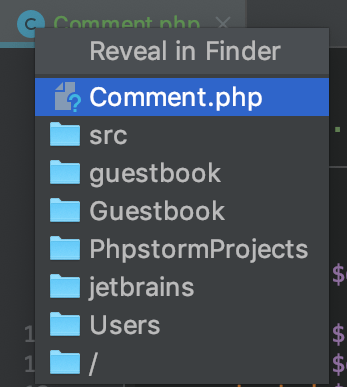 Comment.php
Reveal in Finder
Comment.php
src
guestbook
Guestbook
PhpstormProjects
jetbrains
Users
/